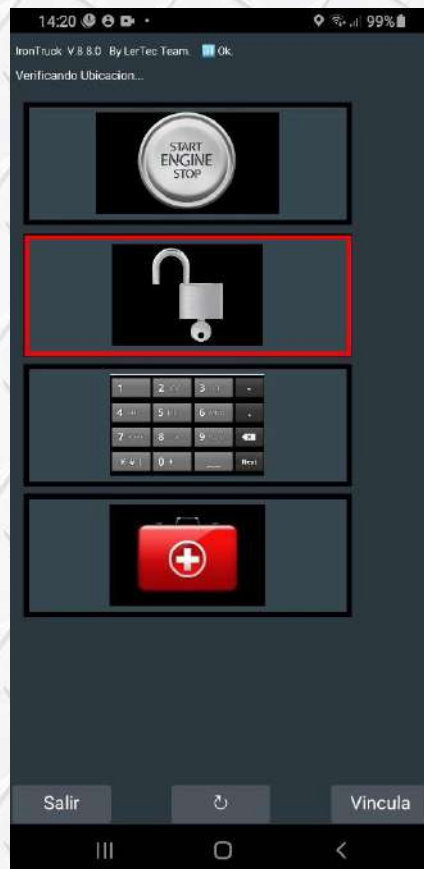 14:20 99%
IronTruck V.8.8.0 By LerTec Team. Ok.
Verificando Ubicacion...
START
ENGINE
STOP
1 2 3 -
4 5 6 .
7 8 9
0 + Next
Salir ↻ Vincula